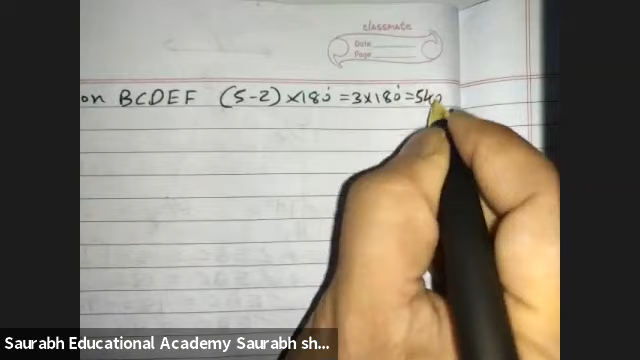 classmate
Date
Page
on BCDEF (5-2) ×180° =3×180°=540
Saurabh Educational Academy Saurabh sh...